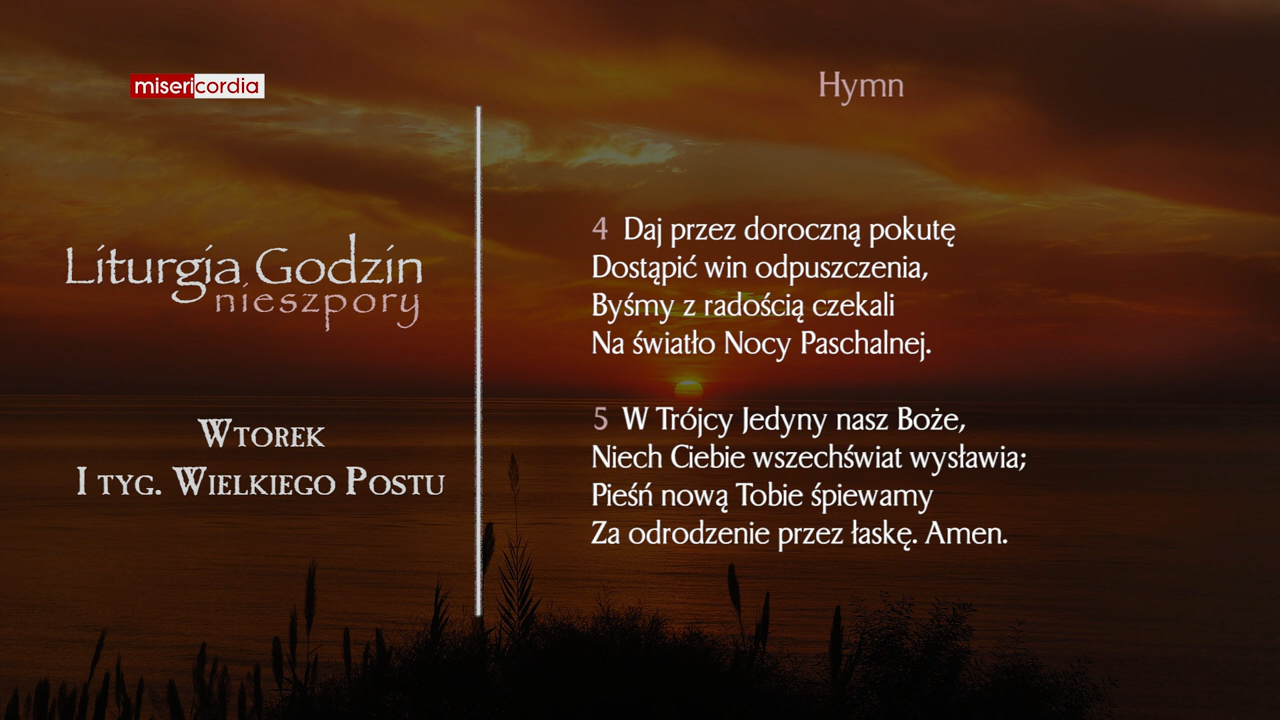 misericordia
Liturgia Godzin
nieszpory
Wtorek
I tyg. Wielkiego Postu
Hymn
4 Daj przez doroczną pokutę
Dostąpić win odpuszczenia,
Byśmy z radością czekali
Na światło Nocy Paschalnej.
5 W Trójcy Jedyny nasz Boże,
Niech Ciebie wszechświat wysławia;
Pieśń nową Tobie śpiewamy
Za odrodzenie przez łaskę. Amen.